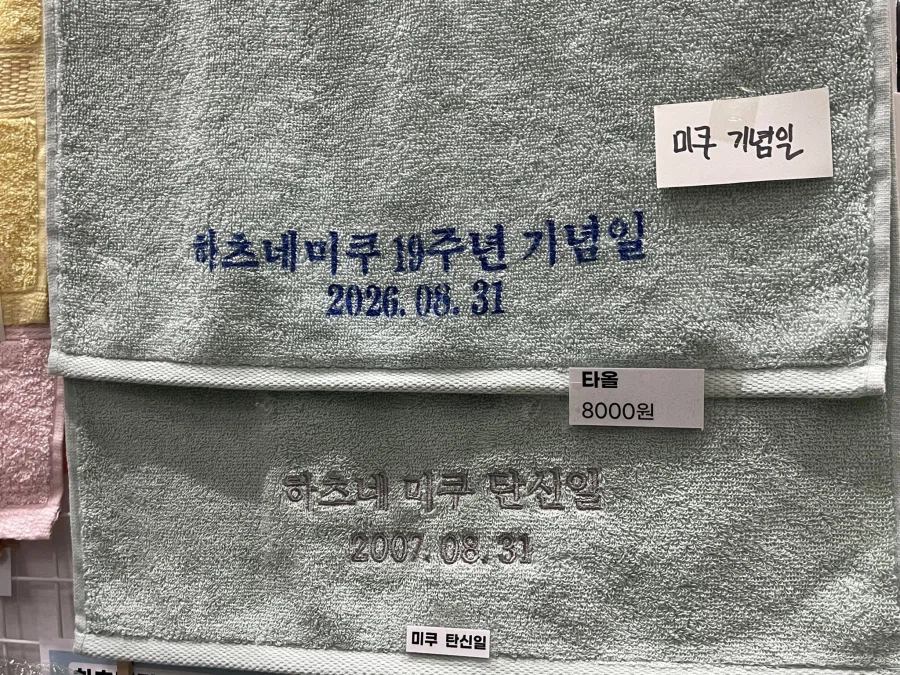 미쿠 기념일
하츠네미쿠 19주년 기념일
2026. 08. 31
타올
8000원
하츠네 미쿠 탄신일
2007. 08. 31
미쿠 탄신일